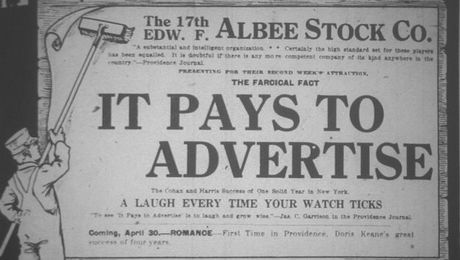 The 17th
EDW. F. ALBEE STOCK CO.
"A substantial and intelligent organization. * * Certainly the high standard set for these players
has been equalled. It is doubtful if there is any more competent company of its kind anywhere in the
country."—Providence Journal.
PRESENTING FOR THEIR SECOND WEEK'S ATTRACTION,
THE FARCICAL FACT
IT PAYS TO
ADVERTISE
The Cohan and Harris Success of One Solid Year in New York.
A LAUGH EVERY TIME YOUR WATCH TICKS
"To see 'It Pays to Advertise' is to laugh and grow wise."—Jas. C. Garrison in the Providence Journal
Coming, April 30.—ROMANCE—First Time in Providence. Doris Keane's great
success of four years.